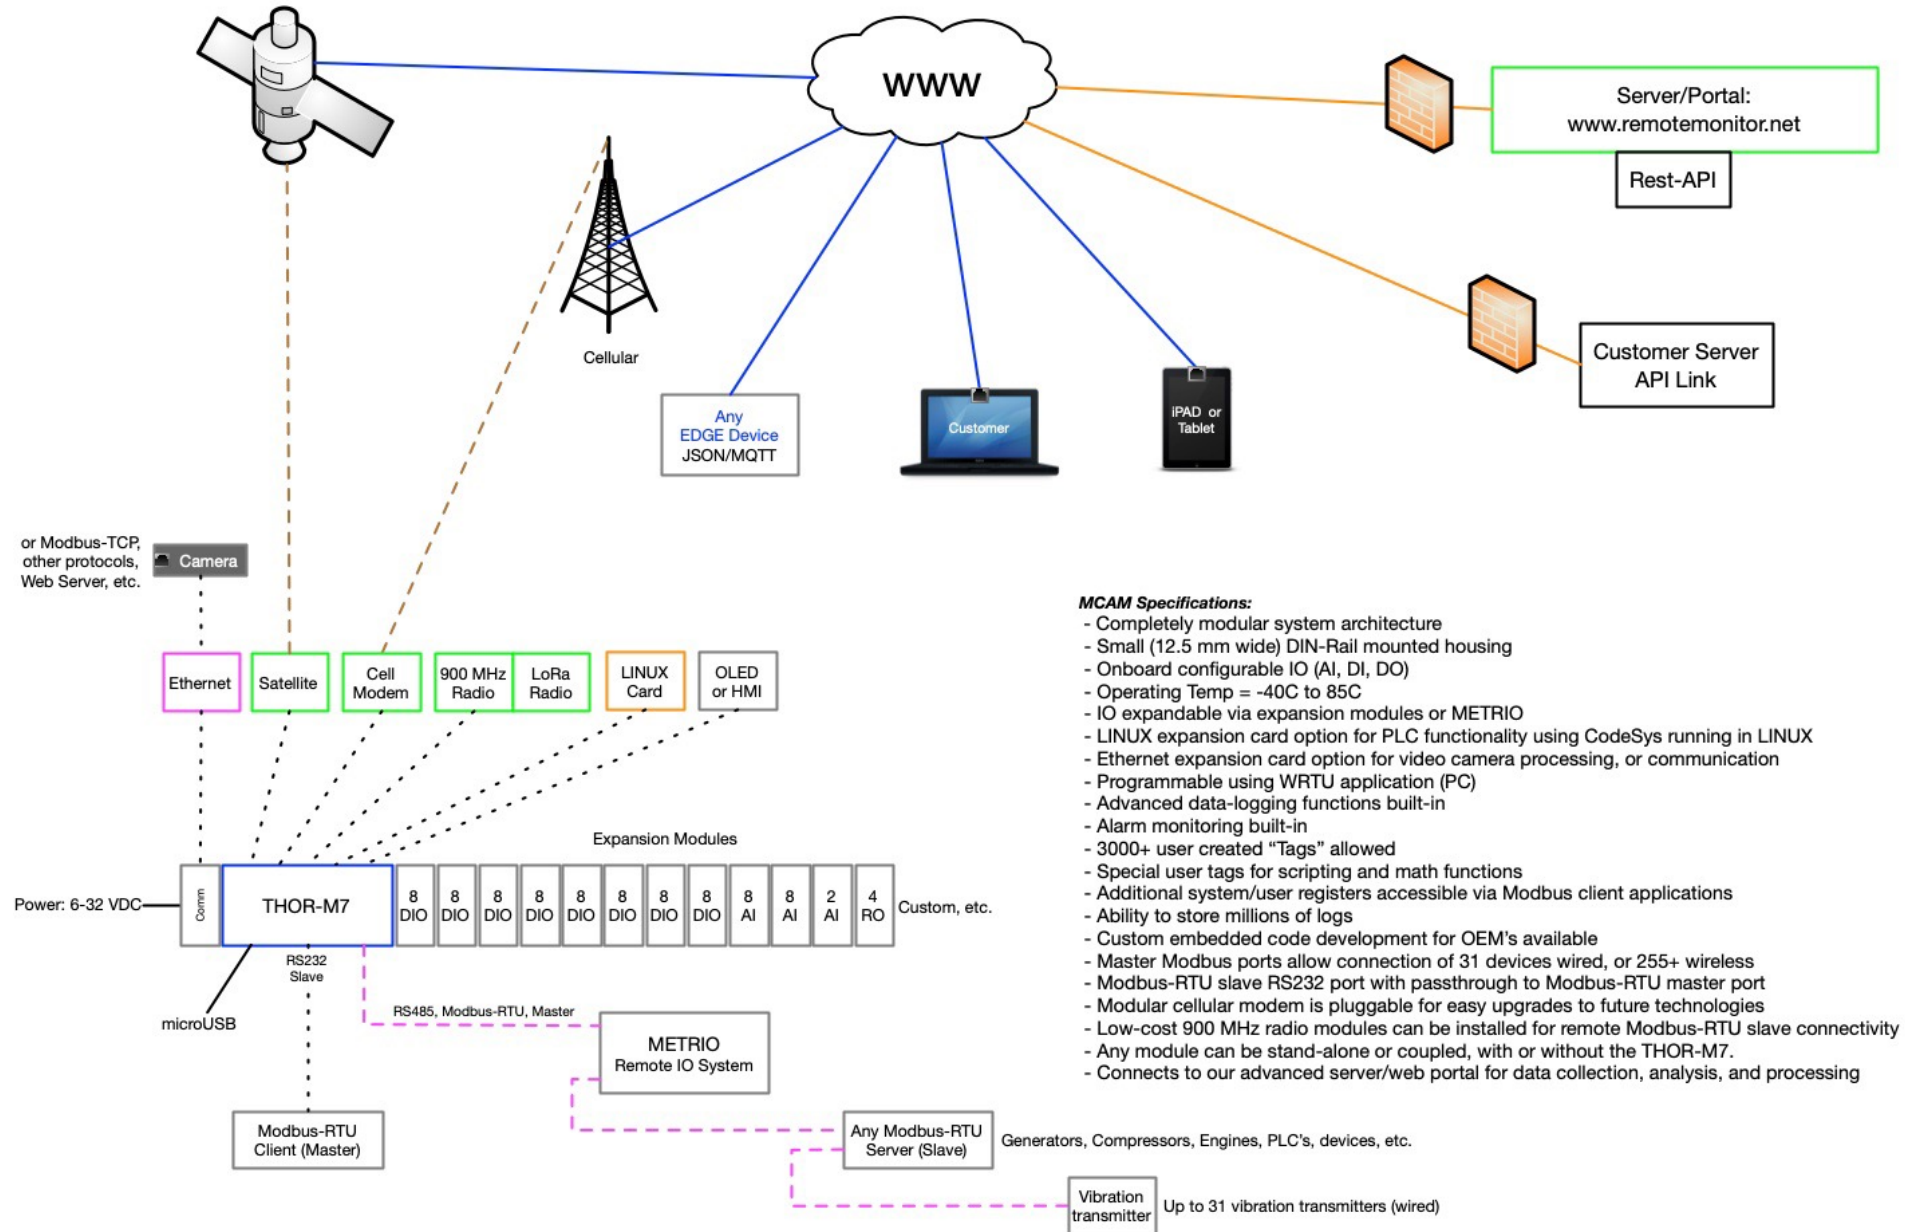 WWW
Server/Portal:
www.remotemonitor.net
Rest-API
Cellular
Customer Server
API Link
Any
EDGE Device
JSON/MQTT
Customer
iPAD or
Tablet
or Modbus-TCP,
other protocols,
Web Server, etc.
Camera
Ethernet
Satellite
Cell
Modem
900 MHz
Radio
LoRa
Radio
LINUX
Card
OLED
or HMI
MCAM Specifications:
- Completely modular system architecture
- Small (12.5 mm wide) DIN-Rail mounted housing
- Onboard configurable IO (AI, DI, DO)
- Operating Temp = -40C to 85C
- IO expandable via expansion modules or METRIO
- LINUX expansion card option for PLC functionality using CodeSys running in LINUX
- Ethernet expansion card option for video camera processing, or communication
- Programmable using WRTU application (PC)
- Advanced data-logging functions built-in
- Alarm monitoring built-in
- 3000+ user created “Tags” allowed
- Special user tags for scripting and math functions
- Additional system/user registers accessible via Modbus client applications
- Ability to store millions of logs
- Custom embedded code development for OEM's available
- Master Modbus ports allow connection of 31 devices wired, or 255+ wireless
- Modbus-RTU slave RS232 port with passthrough to Modbus-RTU master port
- Modular cellular modem is pluggable for easy upgrades to future technologies
- Low-cost 900 MHz radio modules can be installed for remote Modbus-RTU slave connectivity
- Any module can be stand-alone or coupled, with or without the THOR-M7.
- Connects to our advanced server/web portal for data collection, analysis, and processing
Expansion Modules
Power: 6-32 VDC
Comm
THOR-M7
8
DIO
8
DIO
8
DIO
8
DIO
8
DIO
8
DIO
8
DIO
8
DIO
8
AI
8
AI
2
AI
4
RO
Custom, etc.
RS232
Slave
microUSB
RS485, Modbus-RTU, Master
METRIO
Remote IO System
Modbus-RTU
Client (Master)
Any Modbus-RTU
Server (Slave)
Generators, Compressors, Engines, PLC's, devices, etc.
Vibration
transmitter
Up to 31 vibration transmitters (wired)